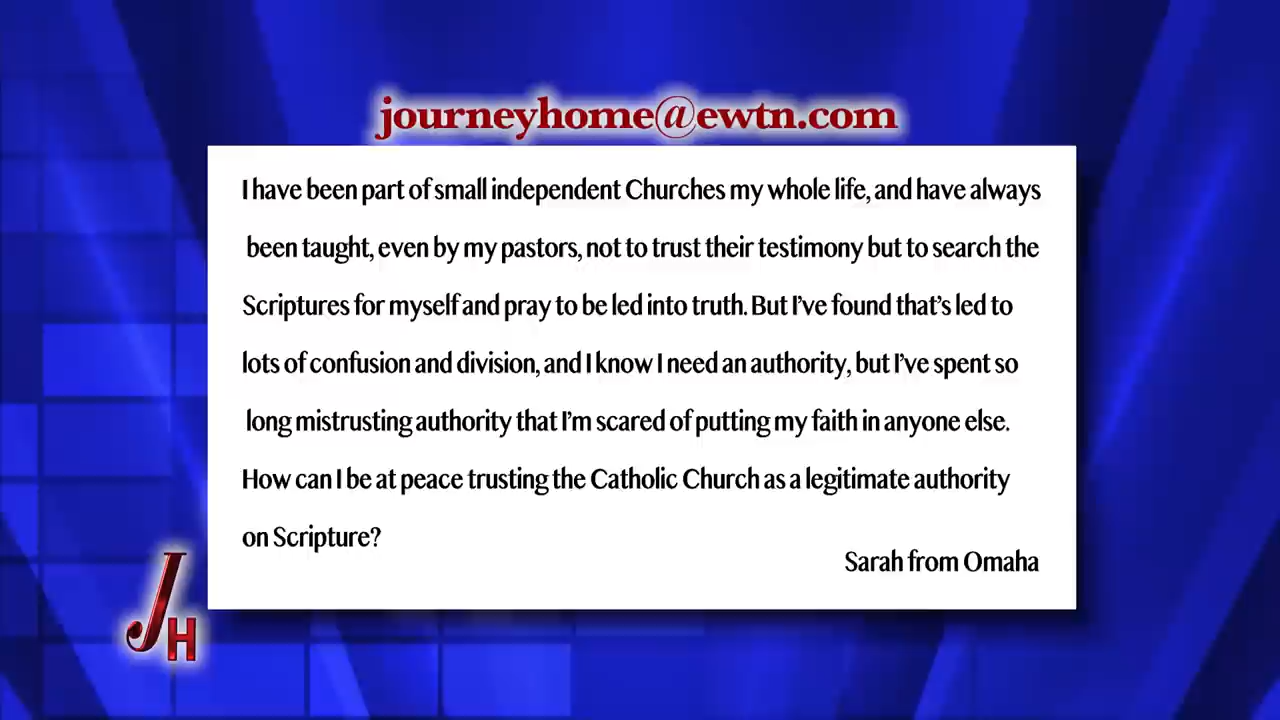 journeyhome@ewtn.com
I have been part of small independent Churches my whole life, and have always
been taught, even by my pastors, not to trust their testimony but to search the
Scriptures for myself and pray to be led into truth. But I've found that's led to
lots of confusion and division, and I know I need an authority, but I've spent so
long mistrusting authority that I'm scared of putting my faith in anyone else.
How can I be at peace trusting the Catholic Church as a legitimate authority
on Scripture?
Sarah from Omaha
JH